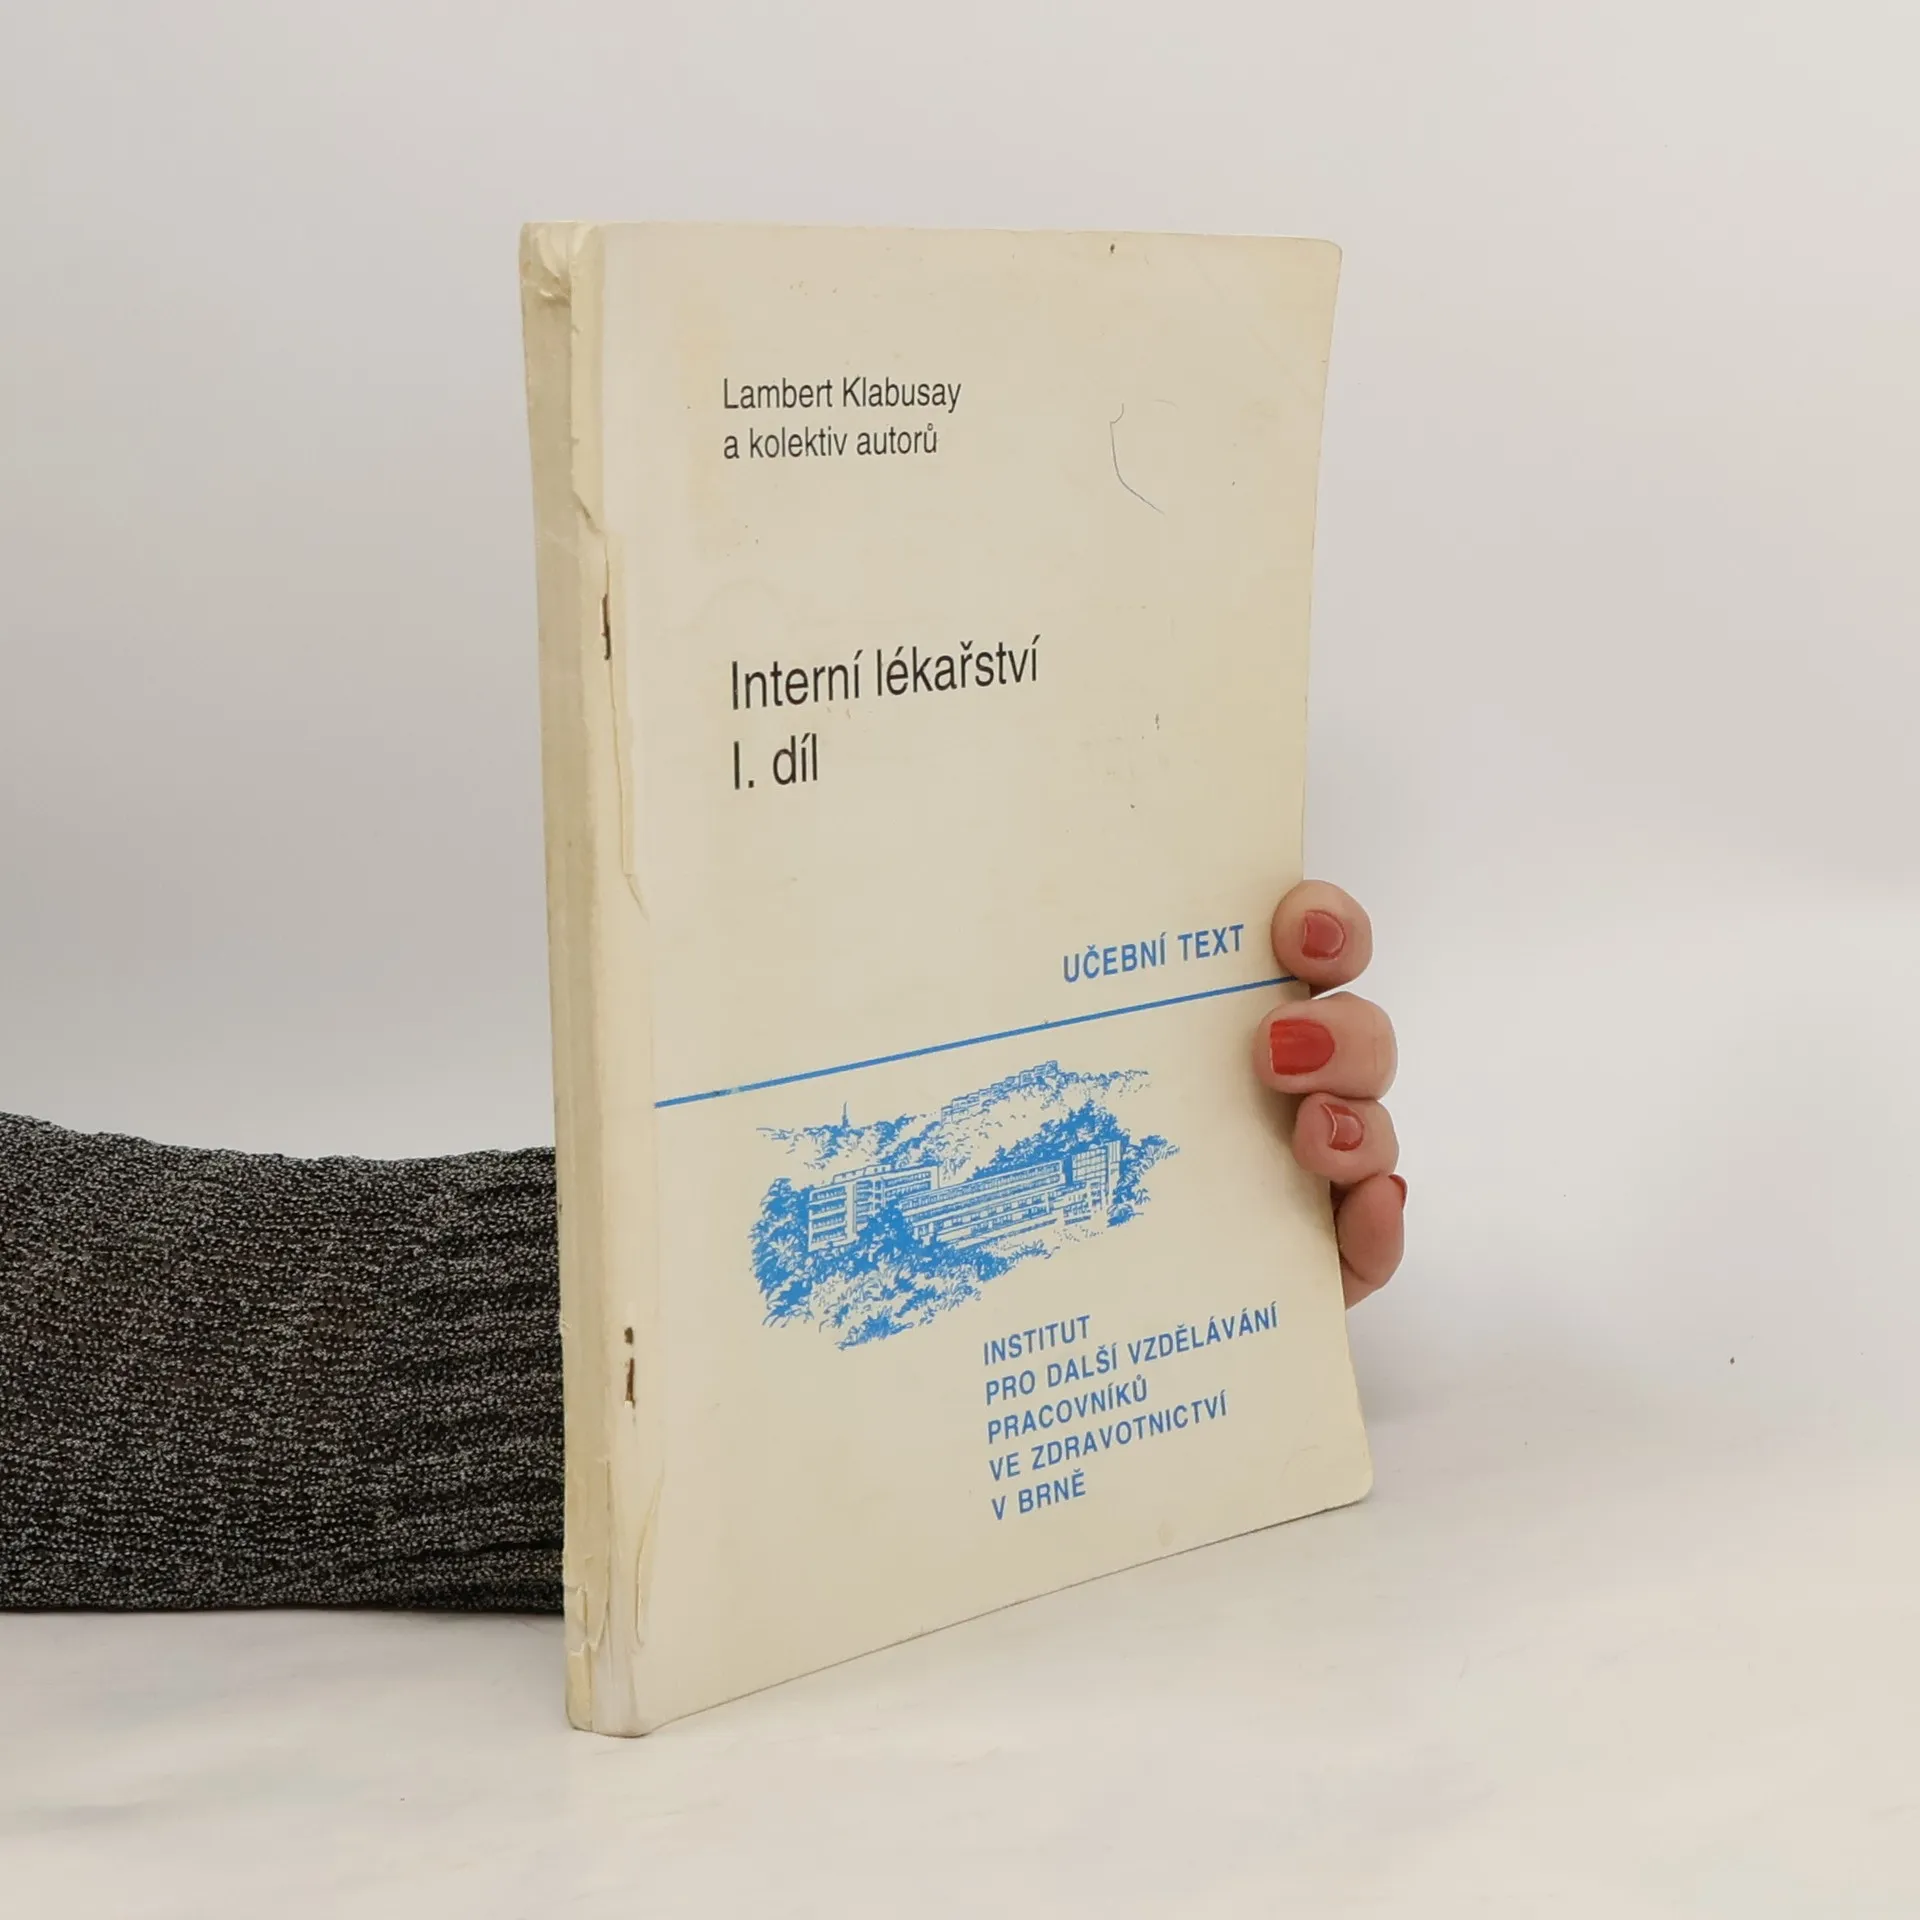 Lambert Klabusay
a kolektiv autorů
Interní lékařství
I. díl
UČEBNÍ TEXT
INSTITUT
PRO DALŠÍ VZDĚLÁVÁNÍ
PRACOVNÍKŮ
VE ZDRAVOTNICTVÍ
V BRNĚ